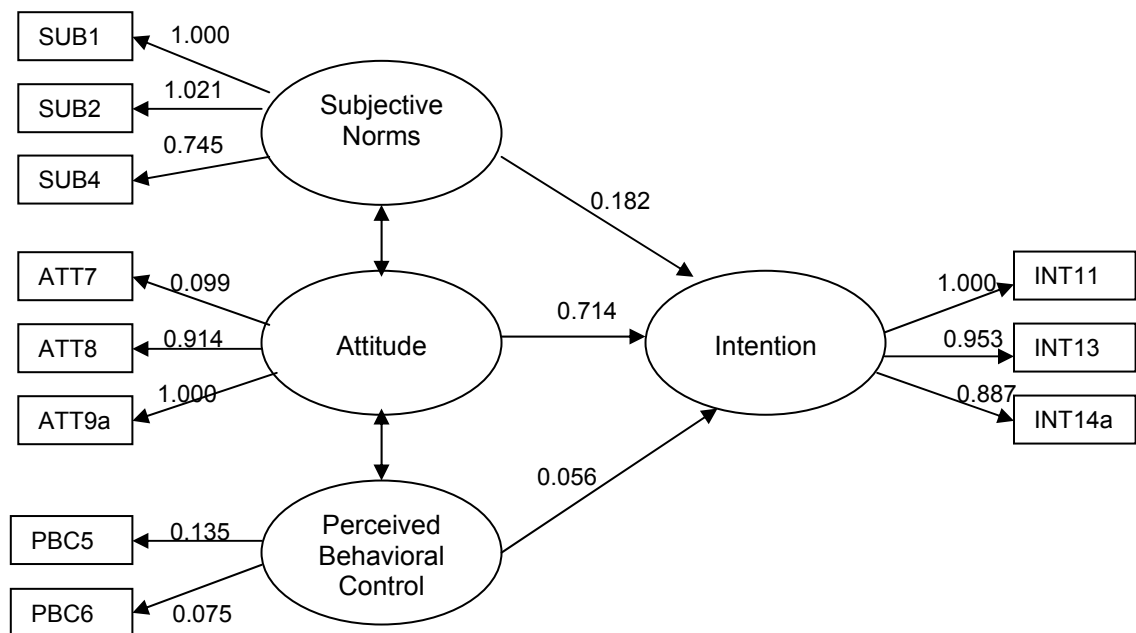 SUB1
1.000
SUB2
1.021
SUB4
0.745
Subjective
Norms
0.182
ATT7
0.099
ATT8
0.914
ATT9a
1.000
Attitude
0.714
Intention
1.000
INT11
0.953
INT13
0.887
INT14a
PBC5
0.135
PBC6
0.075
Perceived
Behavioral
Control
0.056